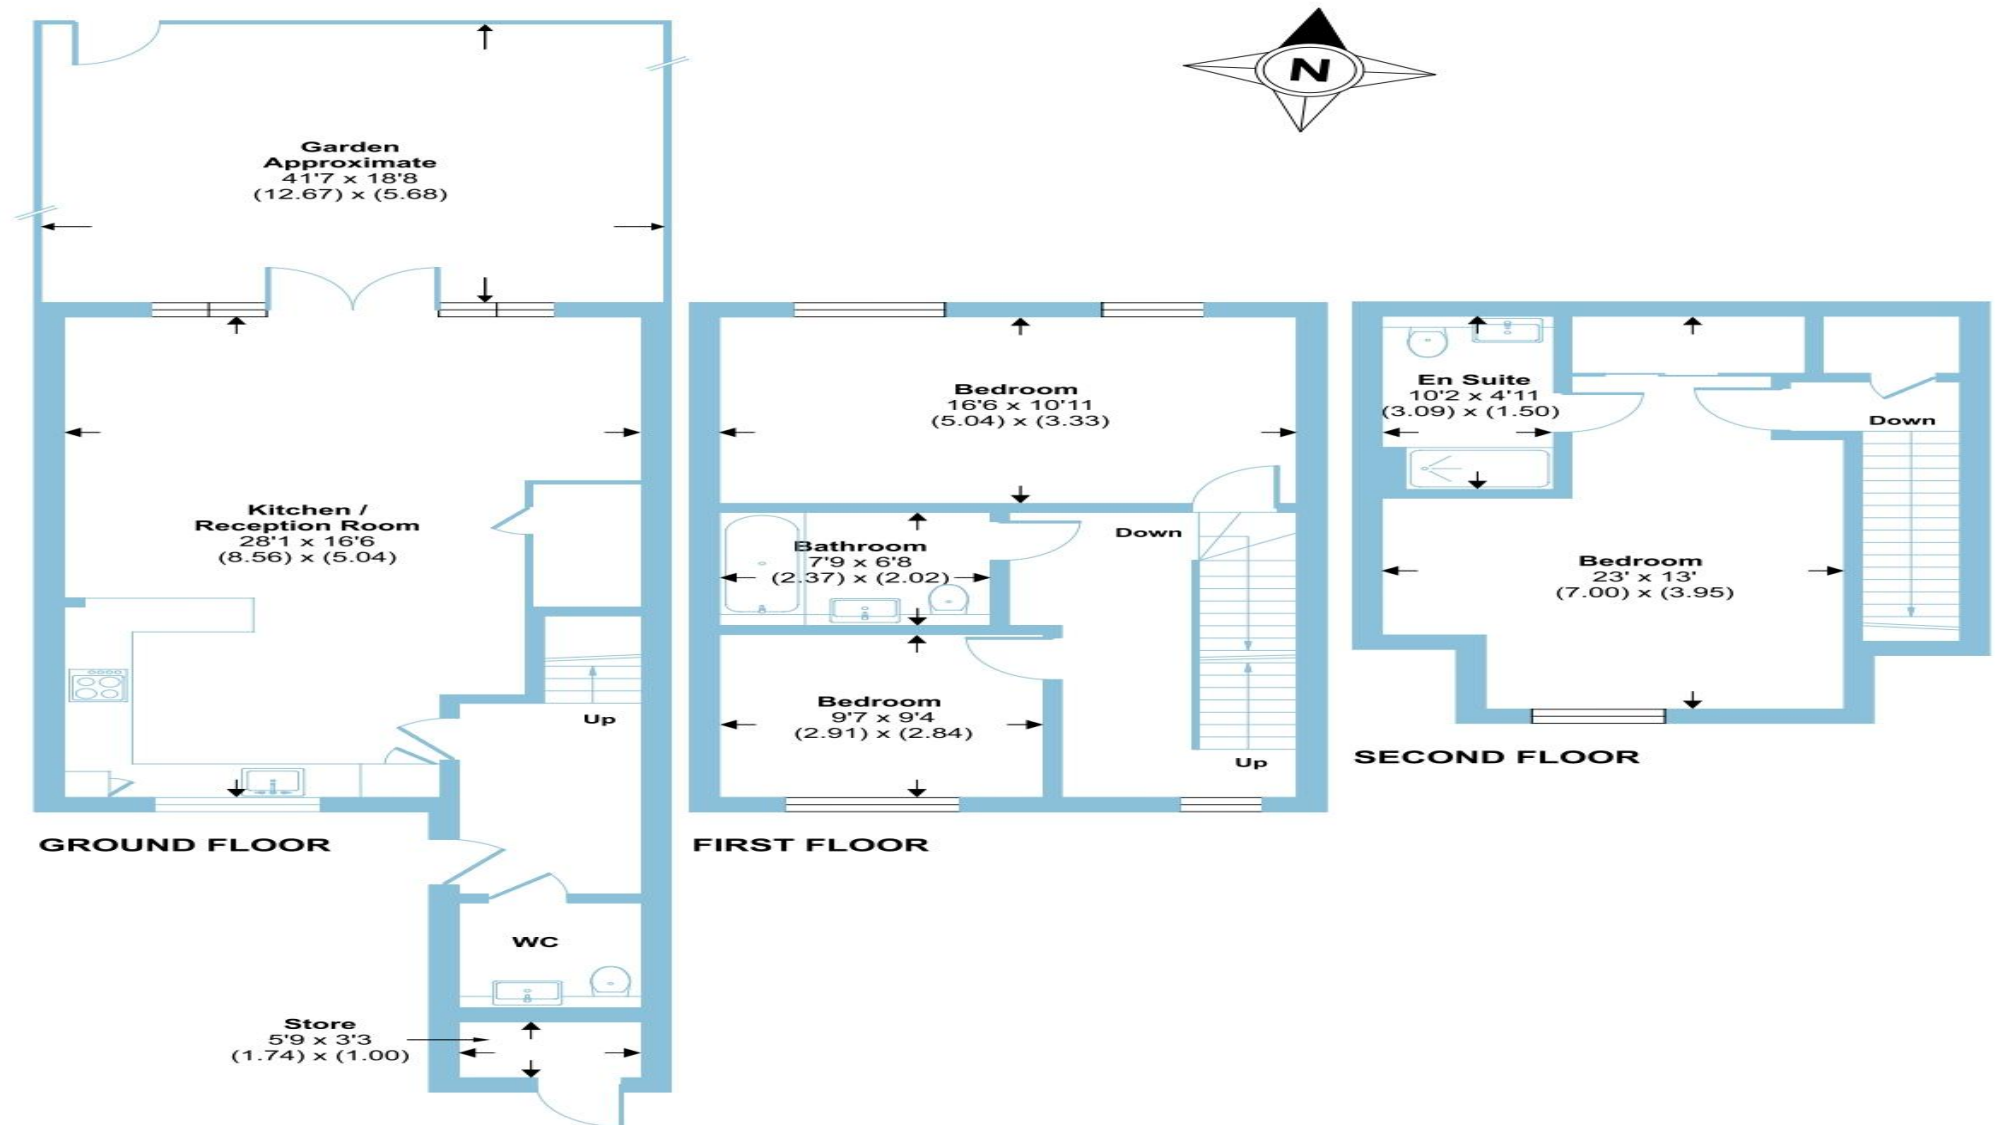 N
Garden
Approximate
41'7 x 18'8
(12.67) x (5.68)
Kitchen /
Reception Room
28'1 x 16'6
(8.56) x (5.04)
Up
GROUND FLOOR
WC
Store
5'9 x 3'3
(1.74) x (1.00)
Bedroom
16'6 x 10'11
(5.04) x (3.33)
Down
Bathroom
7'9 x 6'8
(2.37) x (2.02)
Bedroom
9'7 x 9'4
(2.91) x (2.84)
Up
FIRST FLOOR
En Suite
10'2 x 4'11
(3.09) x (1.50)
Down
Bedroom
23' x 13'
(7.00) x (3.95)
SECOND FLOOR